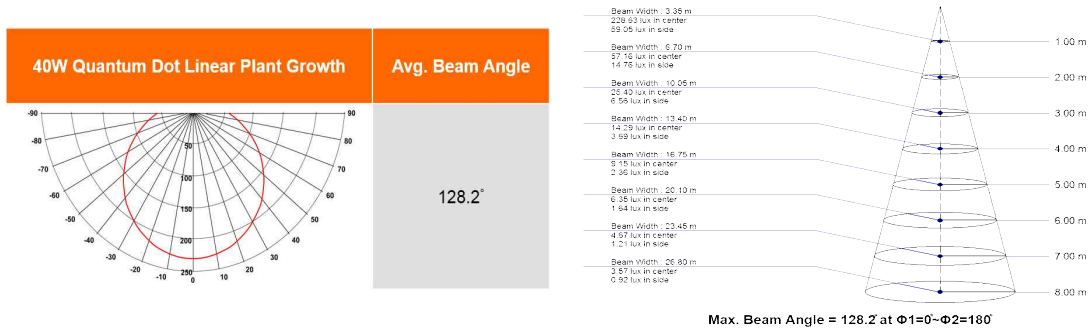 40W Quantum Dot Linear Plant Growth
Avg. Beam Angle
-90
90
-80
80
-70
70
-60
60
-50
50
-40
40
-30
30
-20
20
-10
10
0
50
100
150
200
250
128.2°
Beam Width : 3.35 m
228.63 lux in center
59.05 lux in side
Beam Width : 6.70 m
57.16 lux in center
14.76 lux in side
Beam Width : 10.05 m
25.40 lux in center
6.56 lux in side
Beam Width : 13.40 m
14.29 lux in center
3.69 lux in side
Beam Width : 16.75 m
9.15 lux in center
2.36 lux in side
Beam Width : 20.10 m
6.35 lux in center
1.64 lux in side
Beam Width : 23.45 m
4.67 lux in center
1.21 lux in side
Beam Width : 26.80 m
3.57 lux in center
0.92 lux in side
1.00 m
2.00 m
3.00 m
4.00 m
5.00 m
6.00 m
7.00 m
8.00 m
Max. Beam Angle = 128.2° at Φ1=0°~Φ2=180°